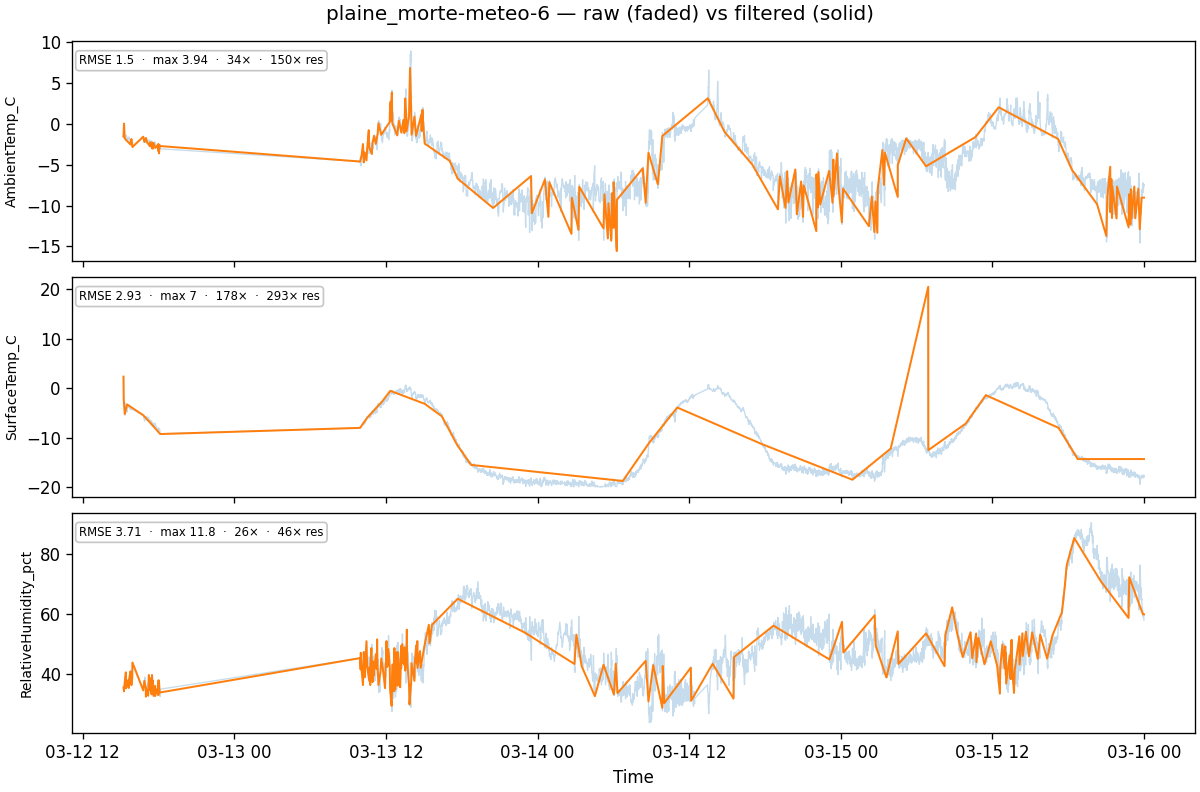 plaine_morte-meteo-6 — raw (faded) vs filtered (solid)
RMSE 1.5 · max 3.94 · 34× · 150× res
AmbientTemp_C
10
5
0
−5
−10
−15
RMSE 2.93 · max 7 · 178× · 293× res
SurfaceTemp_C
20
10
0
−10
−20
RMSE 3.71 · max 11.8 · 26× · 46× res
RelativeHumidity_pct
80
60
40
03-12 12 03-13 00 03-13 12 03-14 00 03-14 12 03-15 00 03-15 12 03-16 00
Time